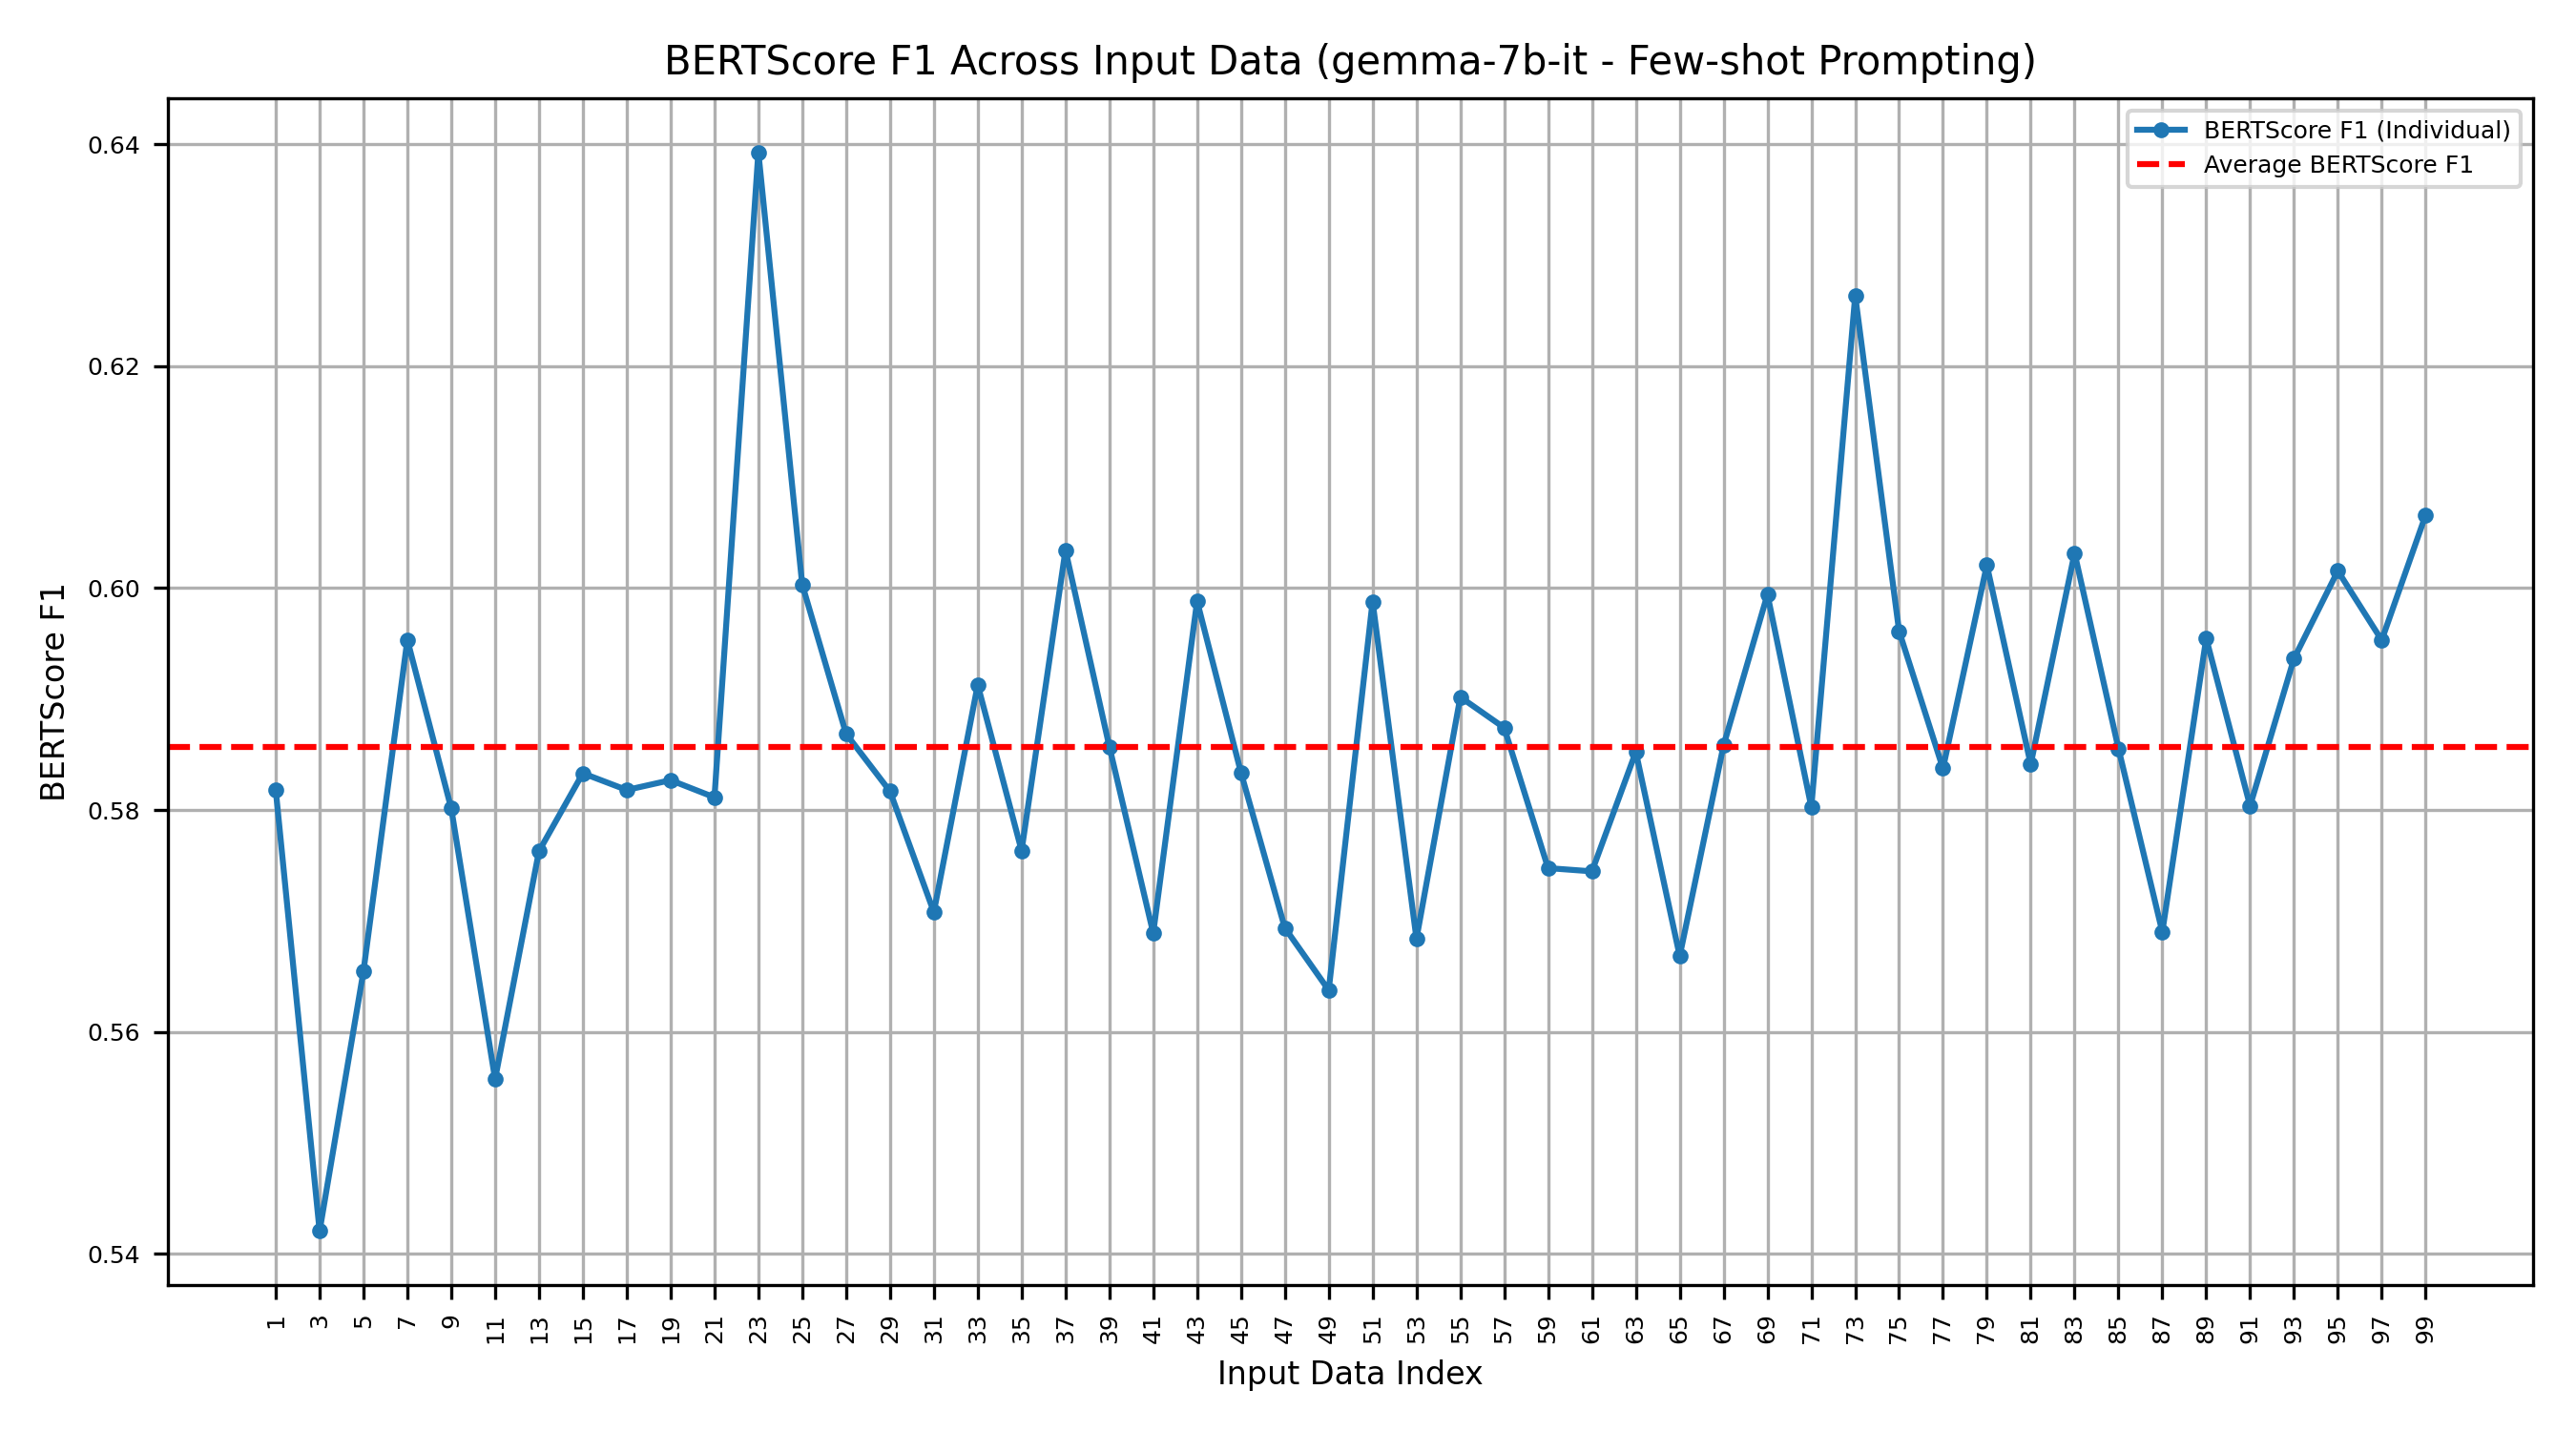 BERTScore F1 Across Input Data (gemma-7b-it - Few-shot Prompting)
BERTScore F1 (Individual)
Average BERTScore F1
BERTScore F1
0.64
0.62
0.60
0.58
0.56
0.54
1 3 5 7 9 11 13 15 17 19 21 23 25 27 29 31 33 35 37 39 41 43 45 47 49 51 53 55 57 59 61 63 65 67 69 71 73 75 77 79 81 83 85 87 89 91 93 95 97 99
Input Data Index